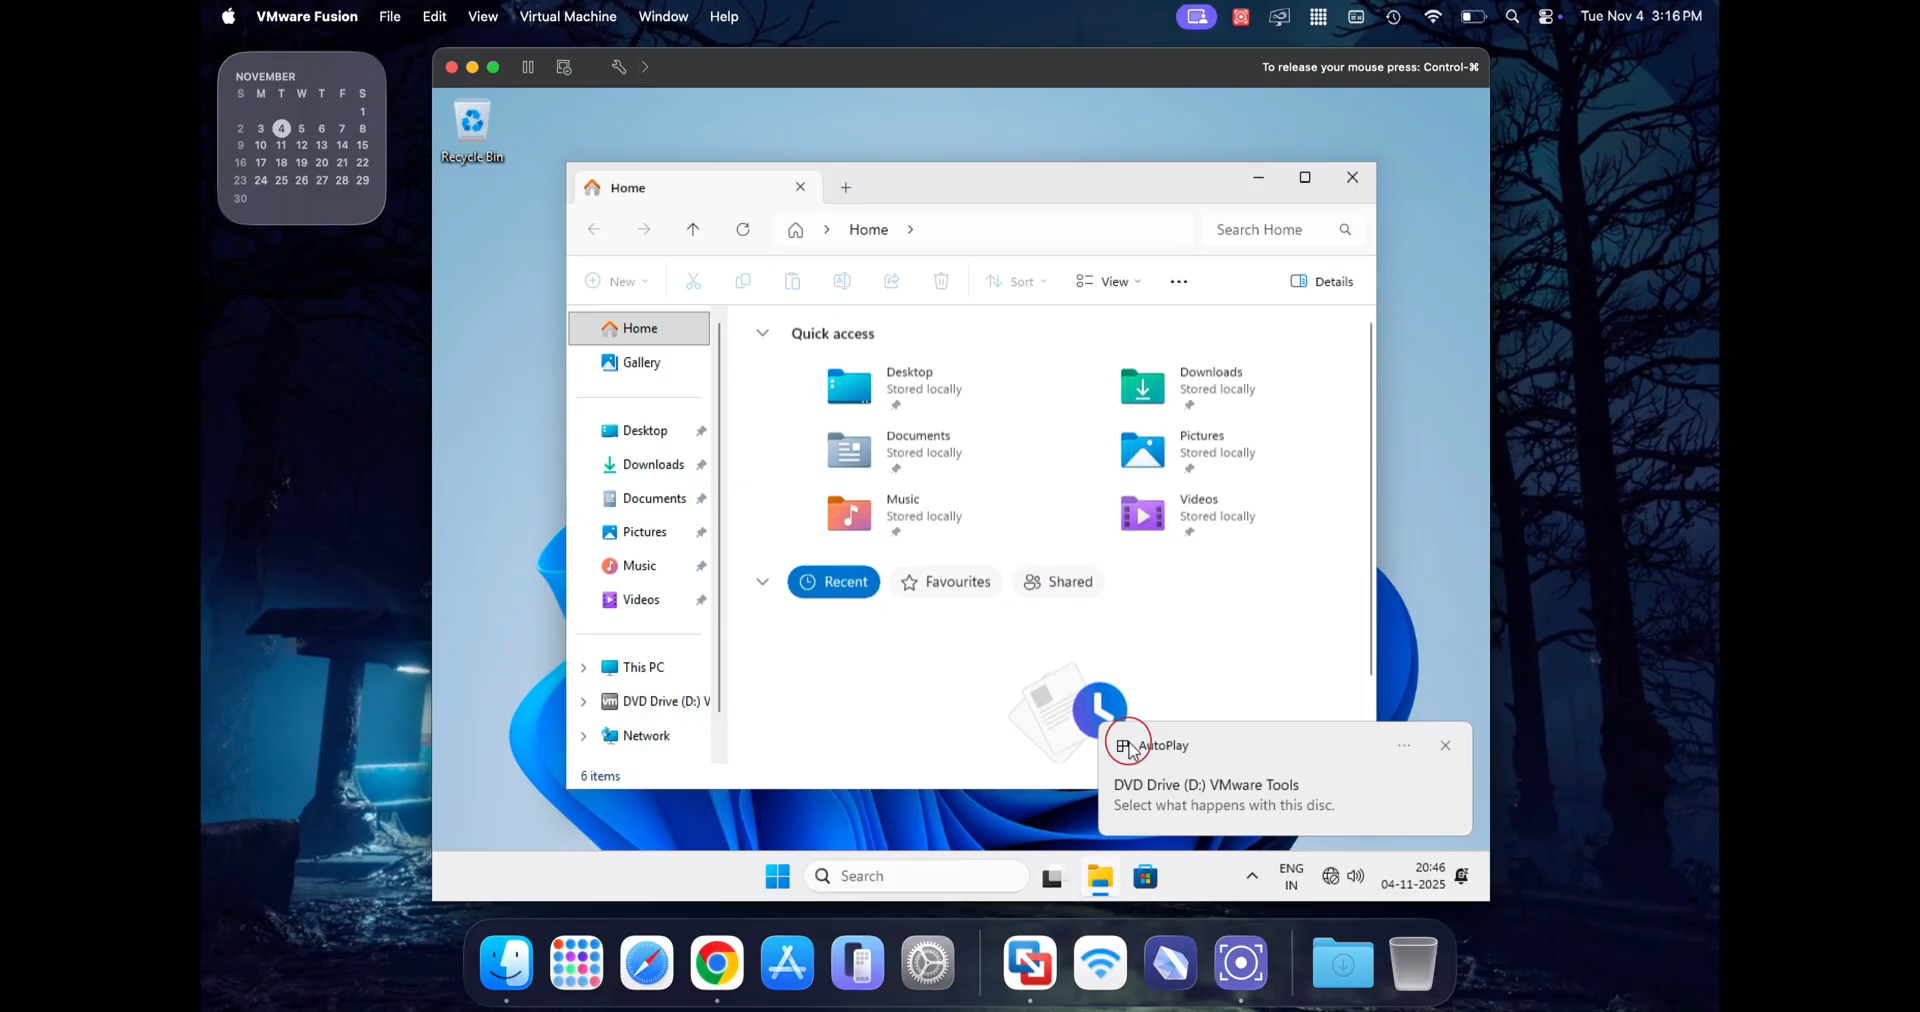 VMware Fusion File Edit View Virtual Machine Window Help
Tue Nov 4 3:16 PM
To release your mouse press: Control-⌘
NOVEMBER
S M T W T F S
1
2 3 4 5 6 7 8
9 10 11 12 13 14 15
16 17 18 19 20 21 22
23 24 25 26 27 28 29
30
Recycle Bin
Home
Home
Search Home
New
Sort
View
Details
Home
Gallery
Desktop
Downloads
Documents
Pictures
Music
Videos
This PC
DVD Drive (D:) V
Network
6 items
Quick access
Desktop
Stored locally
Downloads
Stored locally
Documents
Stored locally
Pictures
Stored locally
Music
Stored locally
Videos
Stored locally
Recent
Favourites
Shared
AutoPlay
DVD Drive (D:) VMware Tools
Select what happens with this disc.
Search
ENG
IN
20:46
04-11-2025